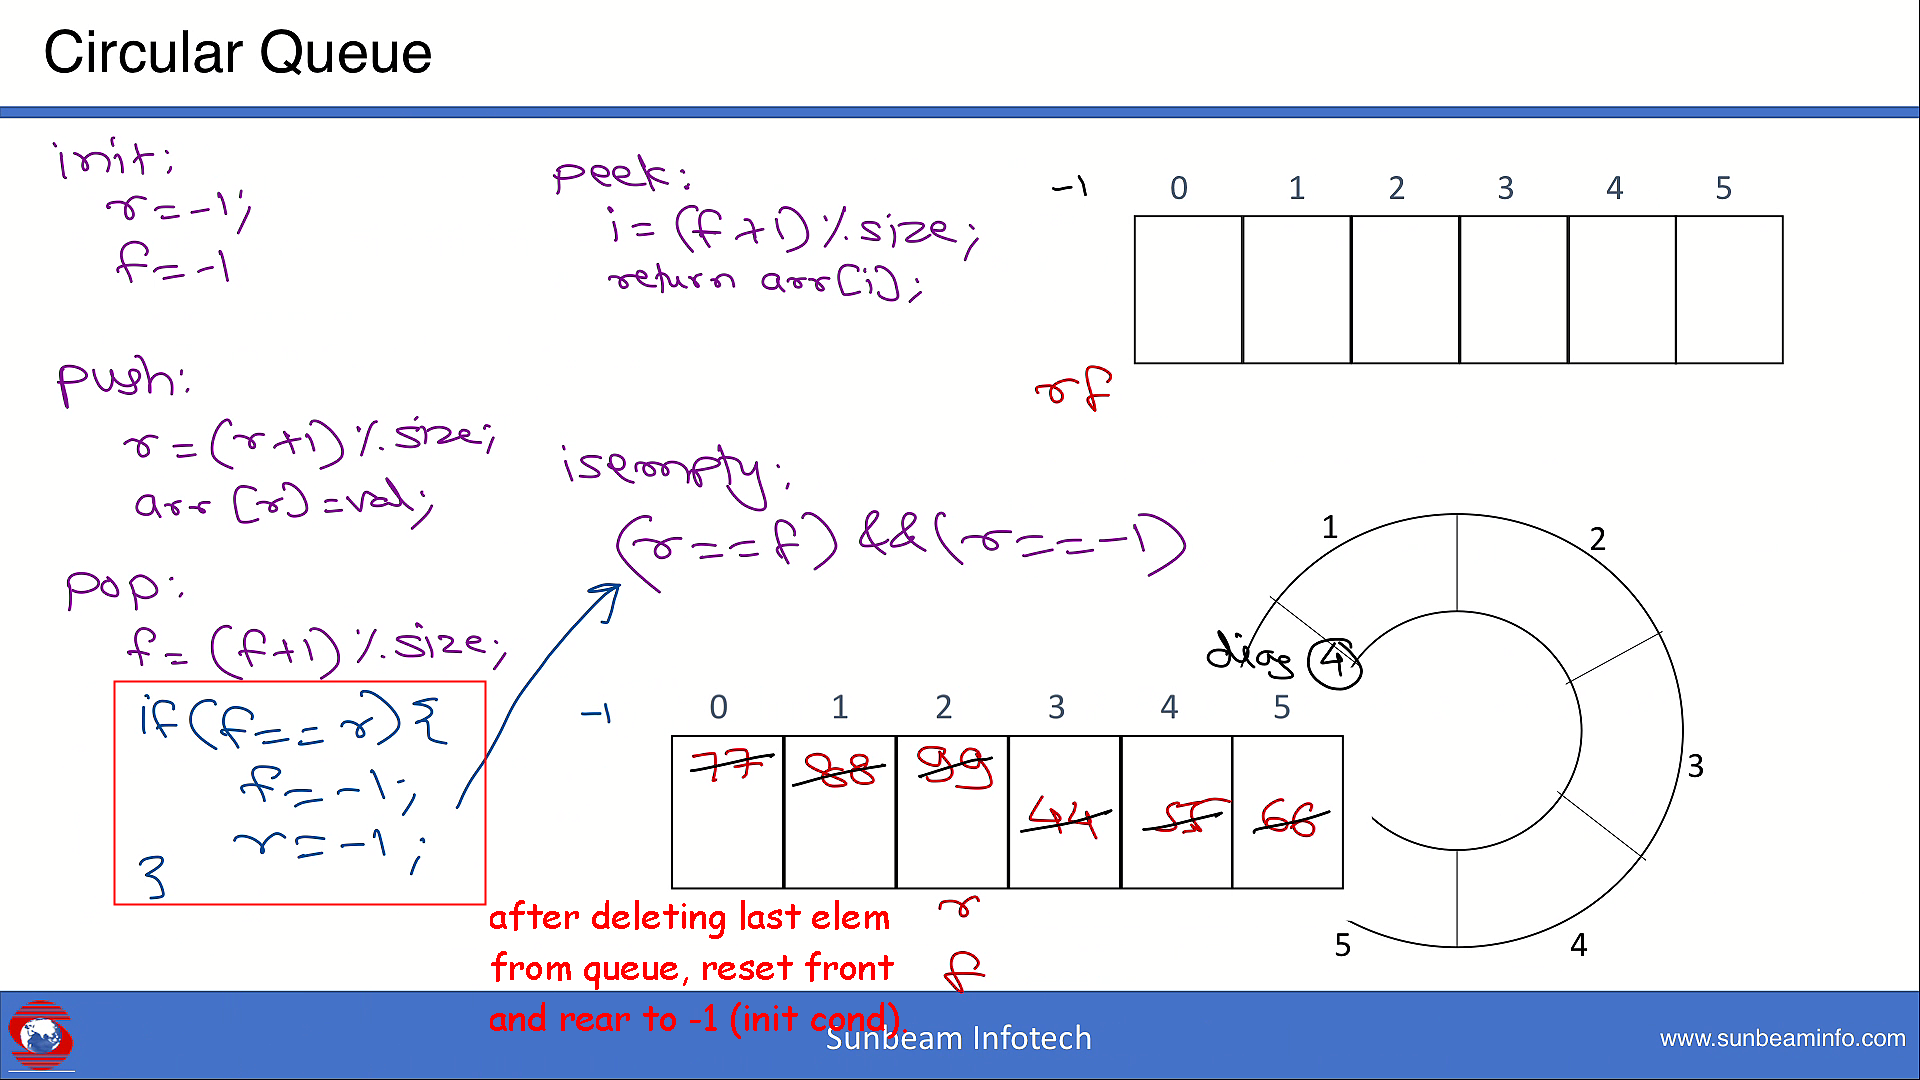 Circular Queue
init:
r=-1;
f=-1
push:
r=(r+1)%size;
arr[r]=val;
pop:
f=(f+1)%size;
if(f==r){
f=-1;
r=-1;
}
peek:
i=(f+1)%size;
return arr[i];
isempty:
(r==f)&&(r==-1)
-1 0 1 2 3 4 5
rf
diag 4
-1 0 1 2 3 4 5
77 88 99 44 55 66
r
f
after deleting last elem
from queue, reset front
and rear to -1 (init cond).
1
2
3
4
5
Sunbeam Infotech
www.sunbeaminfo.com